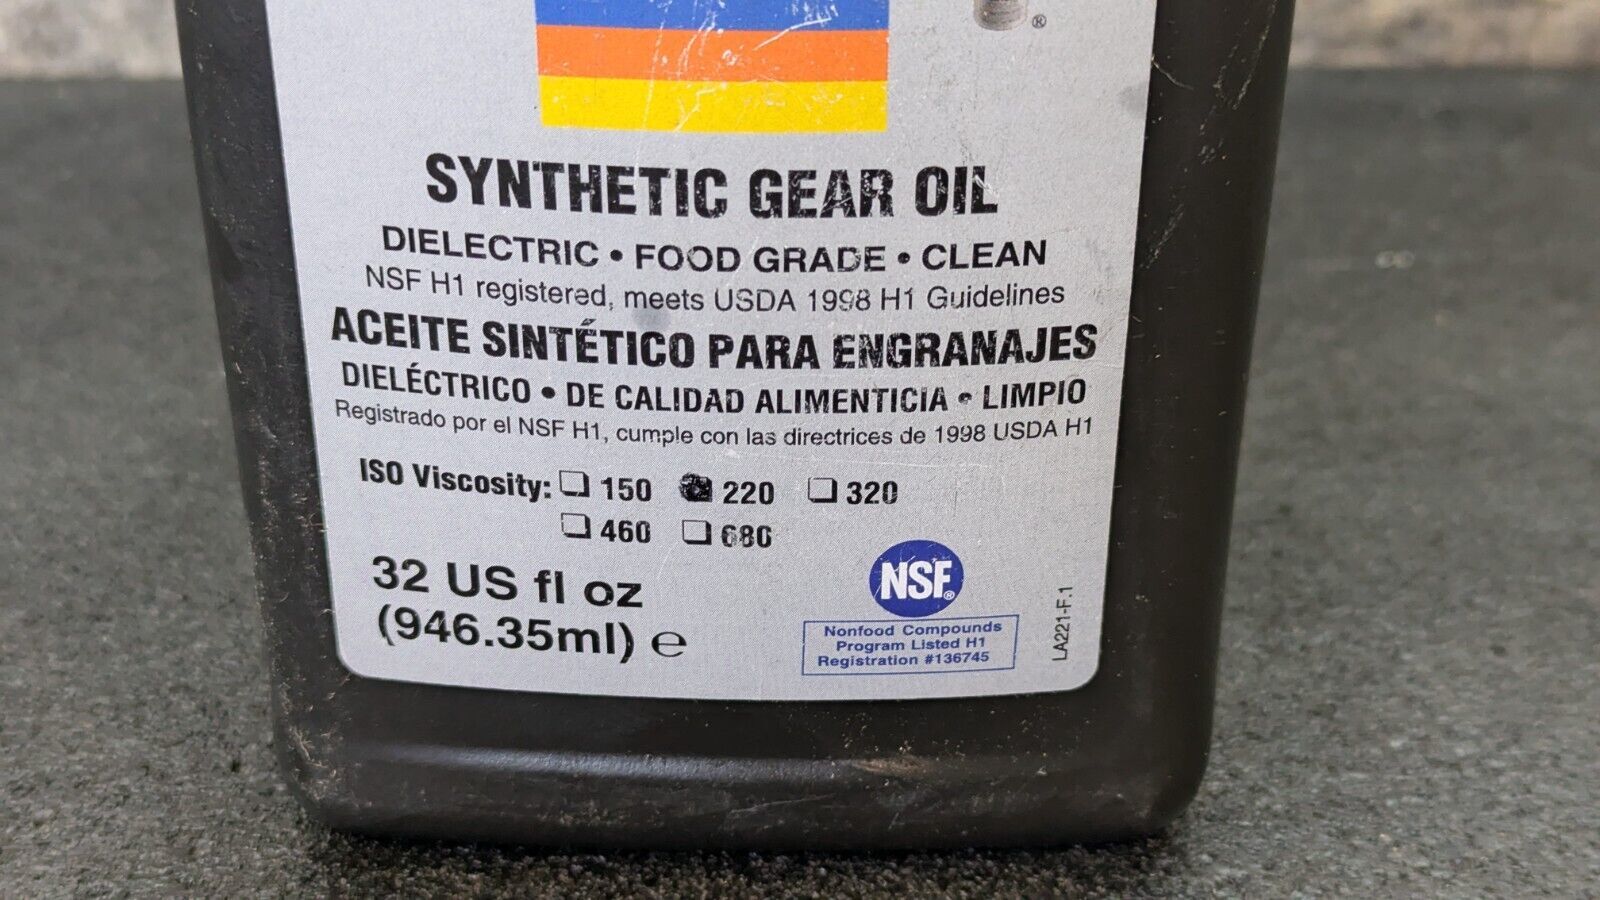 ®
SYNTHETIC GEAR OIL
DIELECTRIC • FOOD GRADE • CLEAN
NSF H1 registered, meets USDA 1998 H1 Guidelines
ACEITE SINTÉTICO PARA ENGRANAJES
DIELÉCTRICO • DE CALIDAD ALIMENTICIA • LIMPIO
Registrado por el NSF H1, cumple con las directrices de 1998 USDA H1
ISO Viscosity: 150 220 320
460 680
32 US fl oz
(946.35ml) e
NSF®
Nonfood Compounds
Program Listed H1
Registration #136745
LA221-F.1